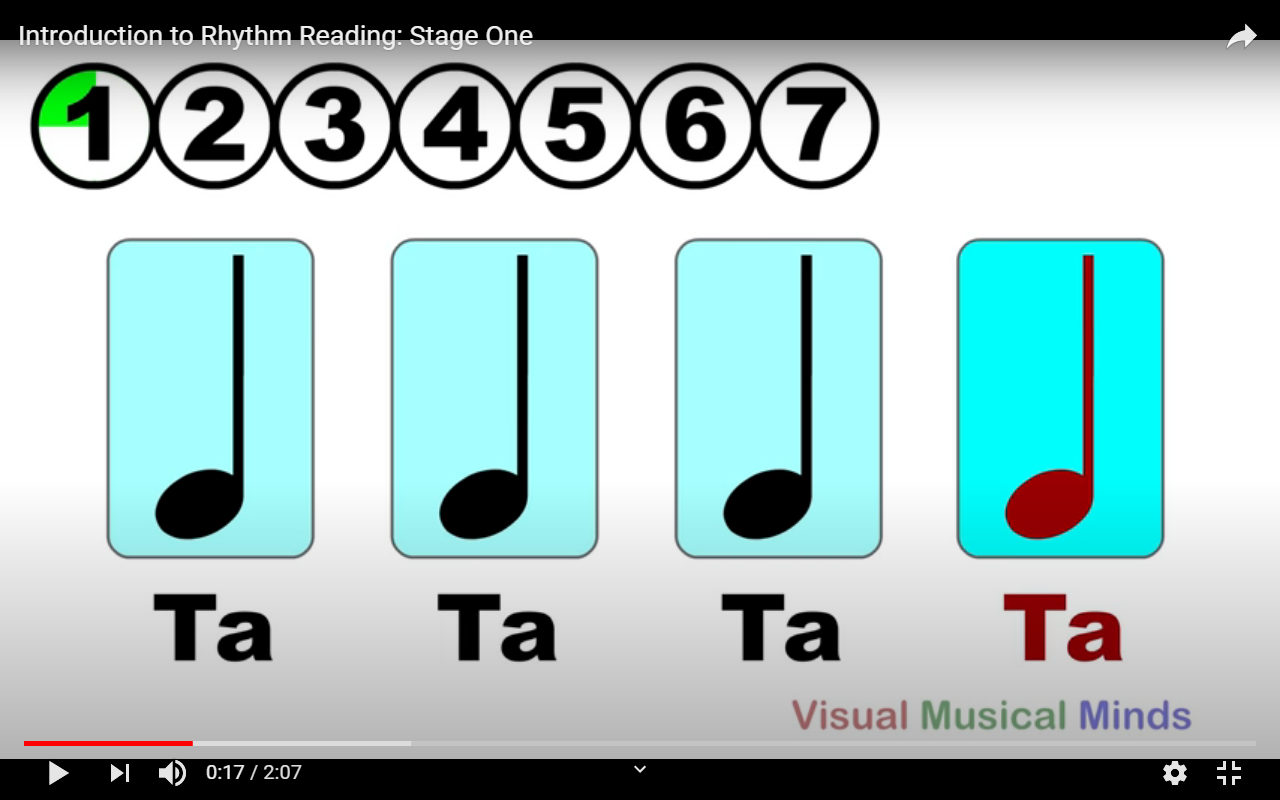 Introduction to Rhythm Reading: Stage One
1 2 3 4 5 6 7
Ta Ta Ta Ta
Visual Musical Minds
0:17 / 2:07